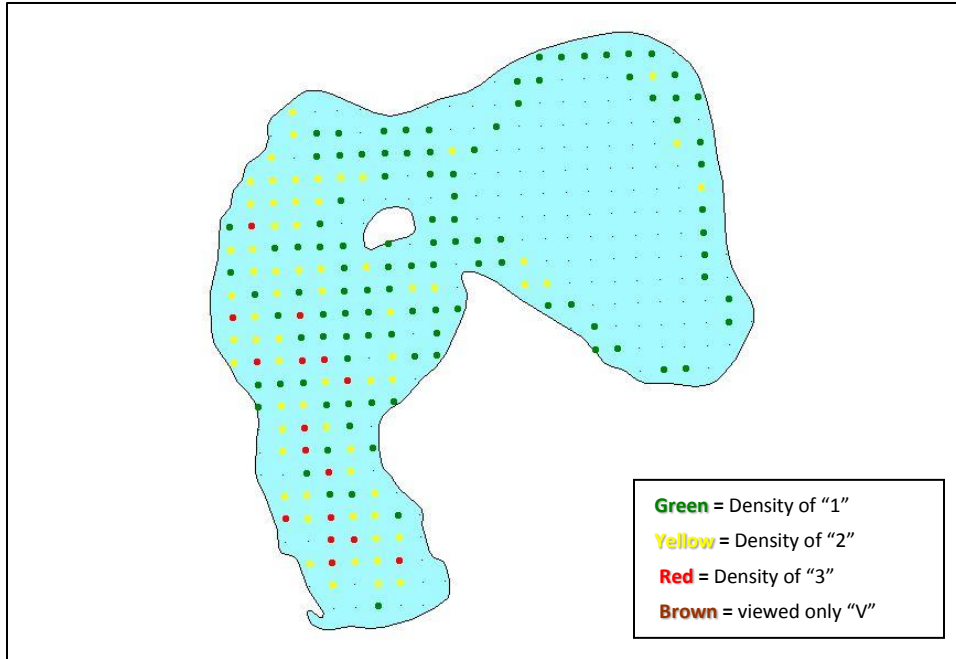 Green = Density of “1”
Yellow = Density of “2”
Red = Density of “3”
Brown = viewed only “V”